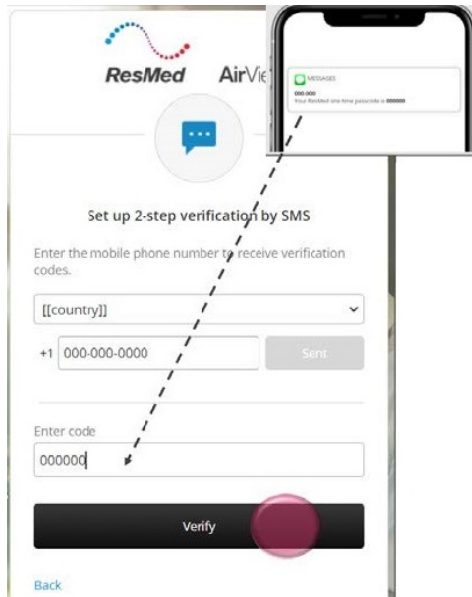 ResMed AirVie
MESSAGES
000-000
Your ResMed one-time passcode is 000000
Set up 2-step verification by SMS
Enter the mobile phone number to receive verification
codes.
[[country]]
+1 000-000-0000 Sent
Enter code
000000
Verify
Back